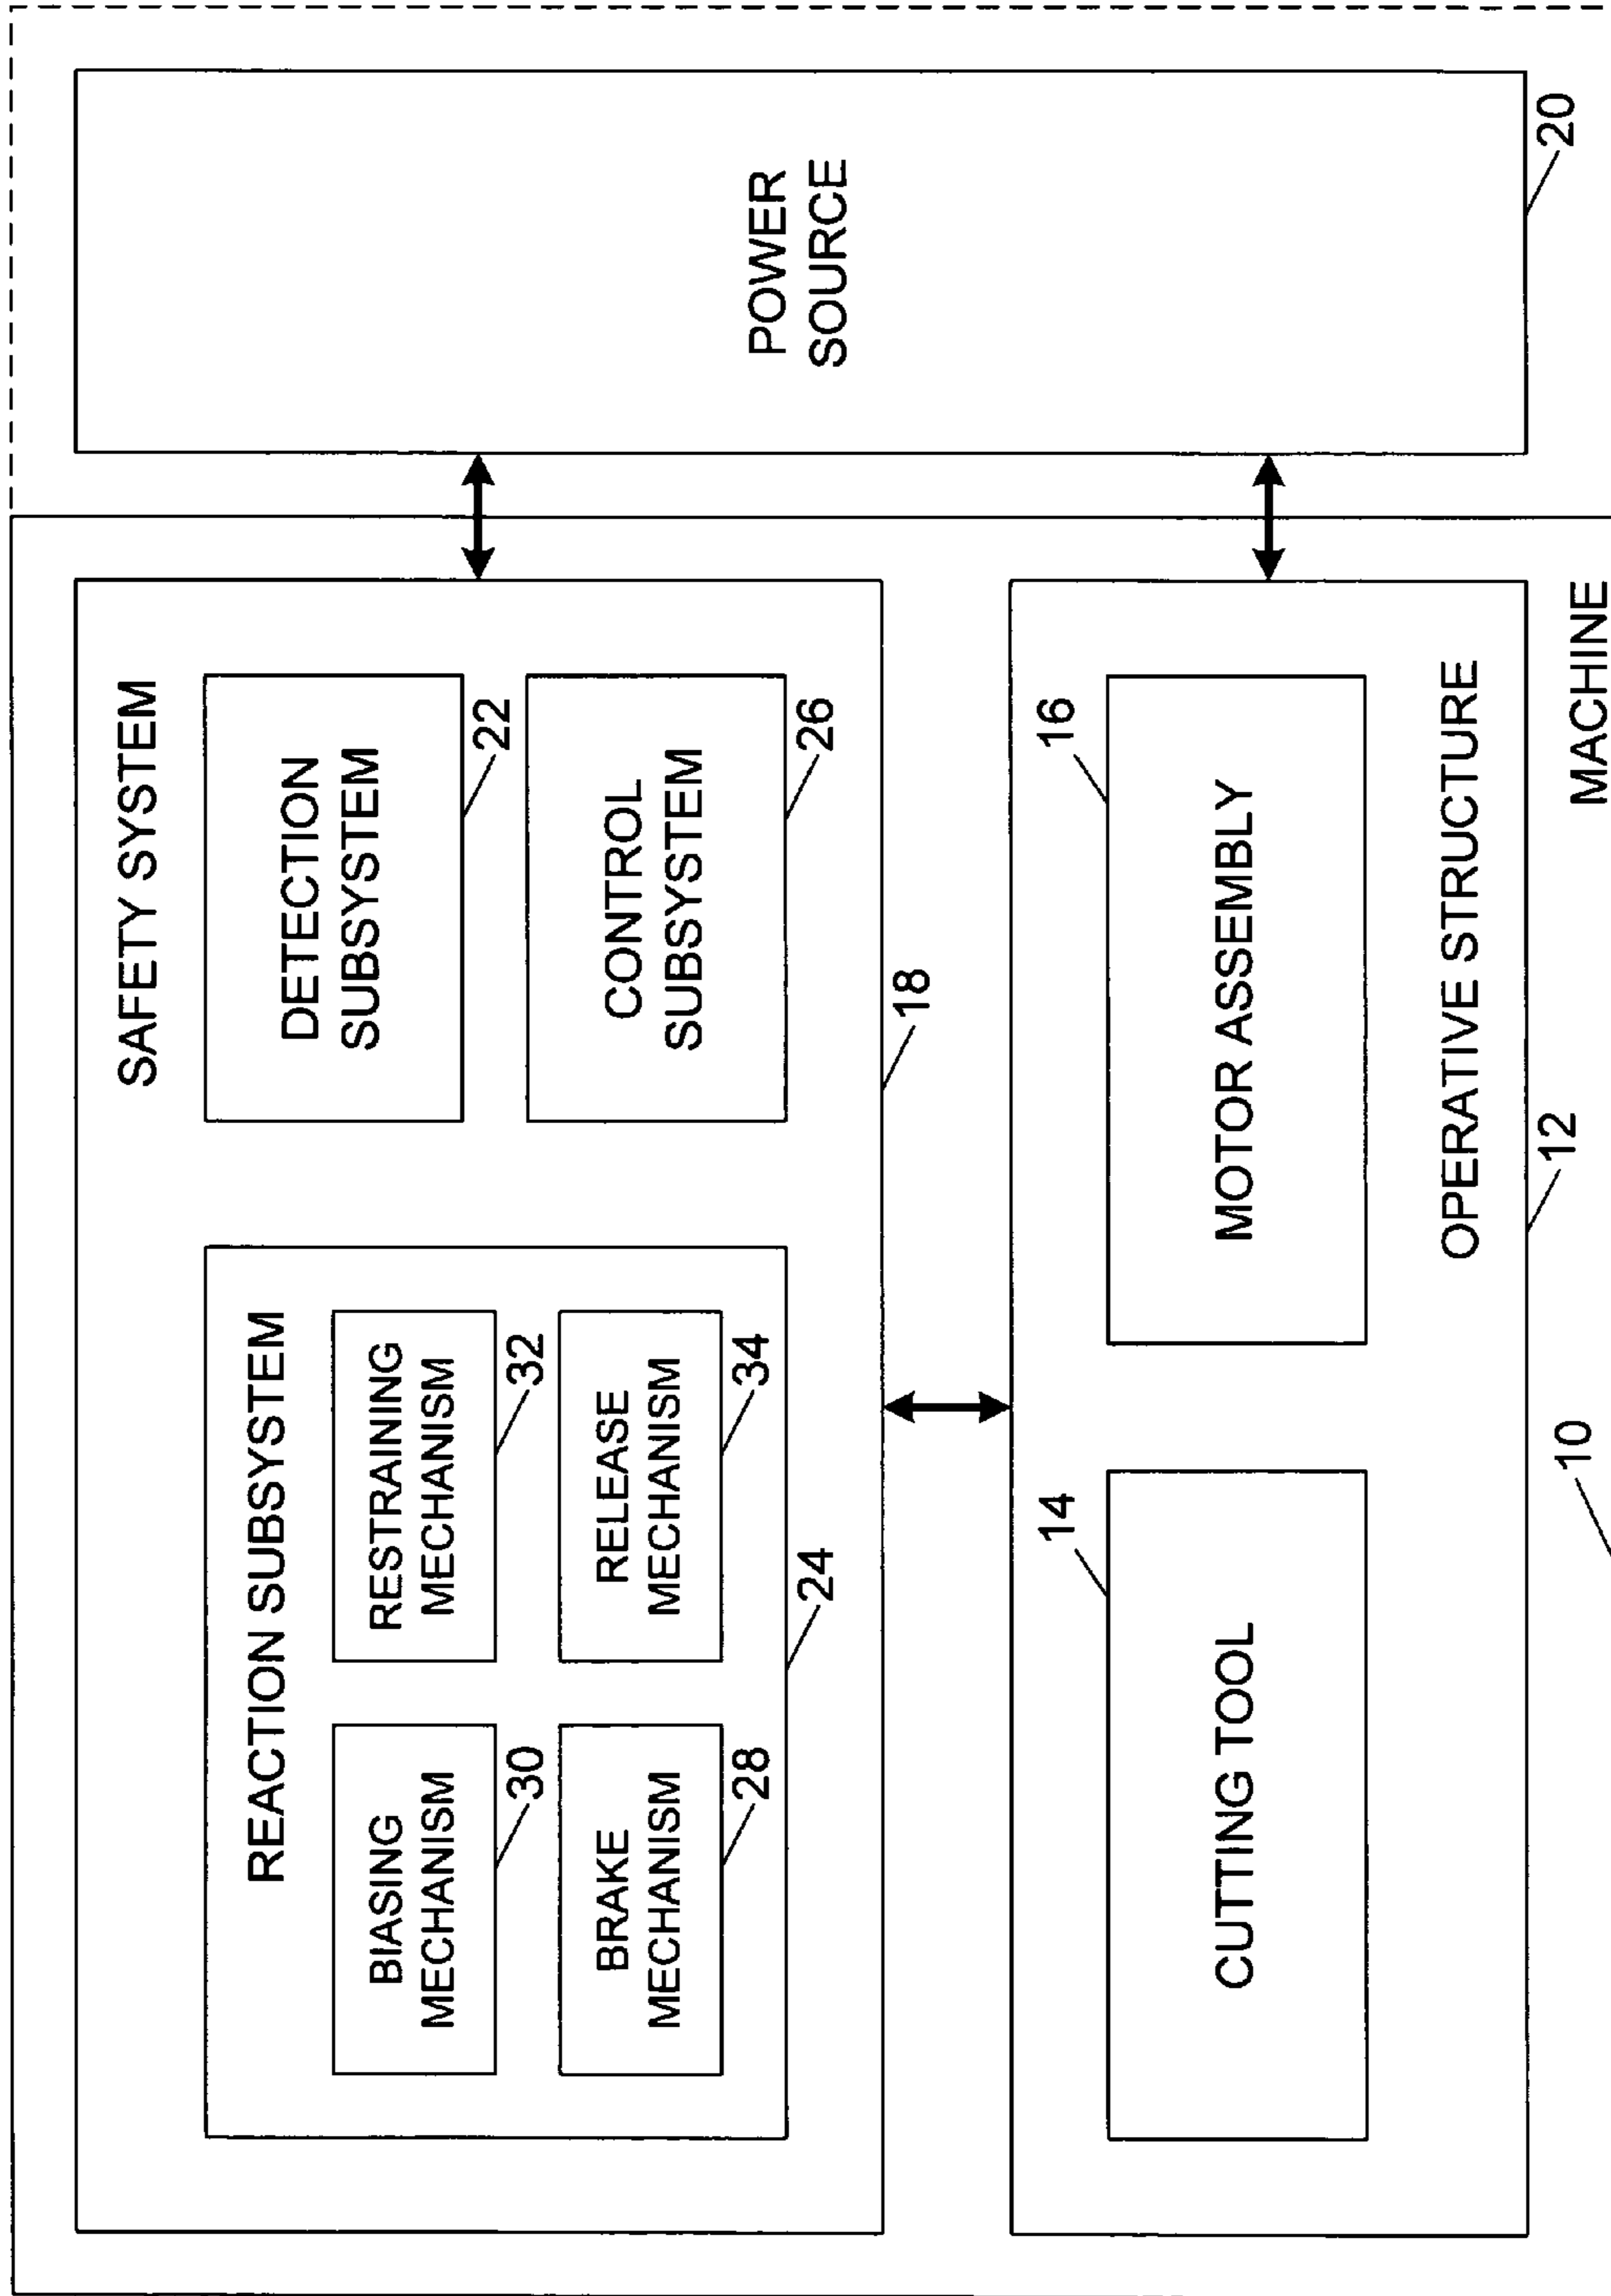 SAFETY SYSTEM
REACTION SUBSYSTEM
BIASING
MECHANISM
30
RESTRAINING
MECHANISM
32
BRAKE
MECHANISM
28
RELEASE
MECHANISM
34
24
DETECTION
SUBSYSTEM
22
CONTROL
SUBSYSTEM
26
18
POWER
SOURCE
20
14
CUTTING TOOL
16
MOTOR ASSEMBLY
OPERATIVE STRUCTURE
12
10
MACHINE